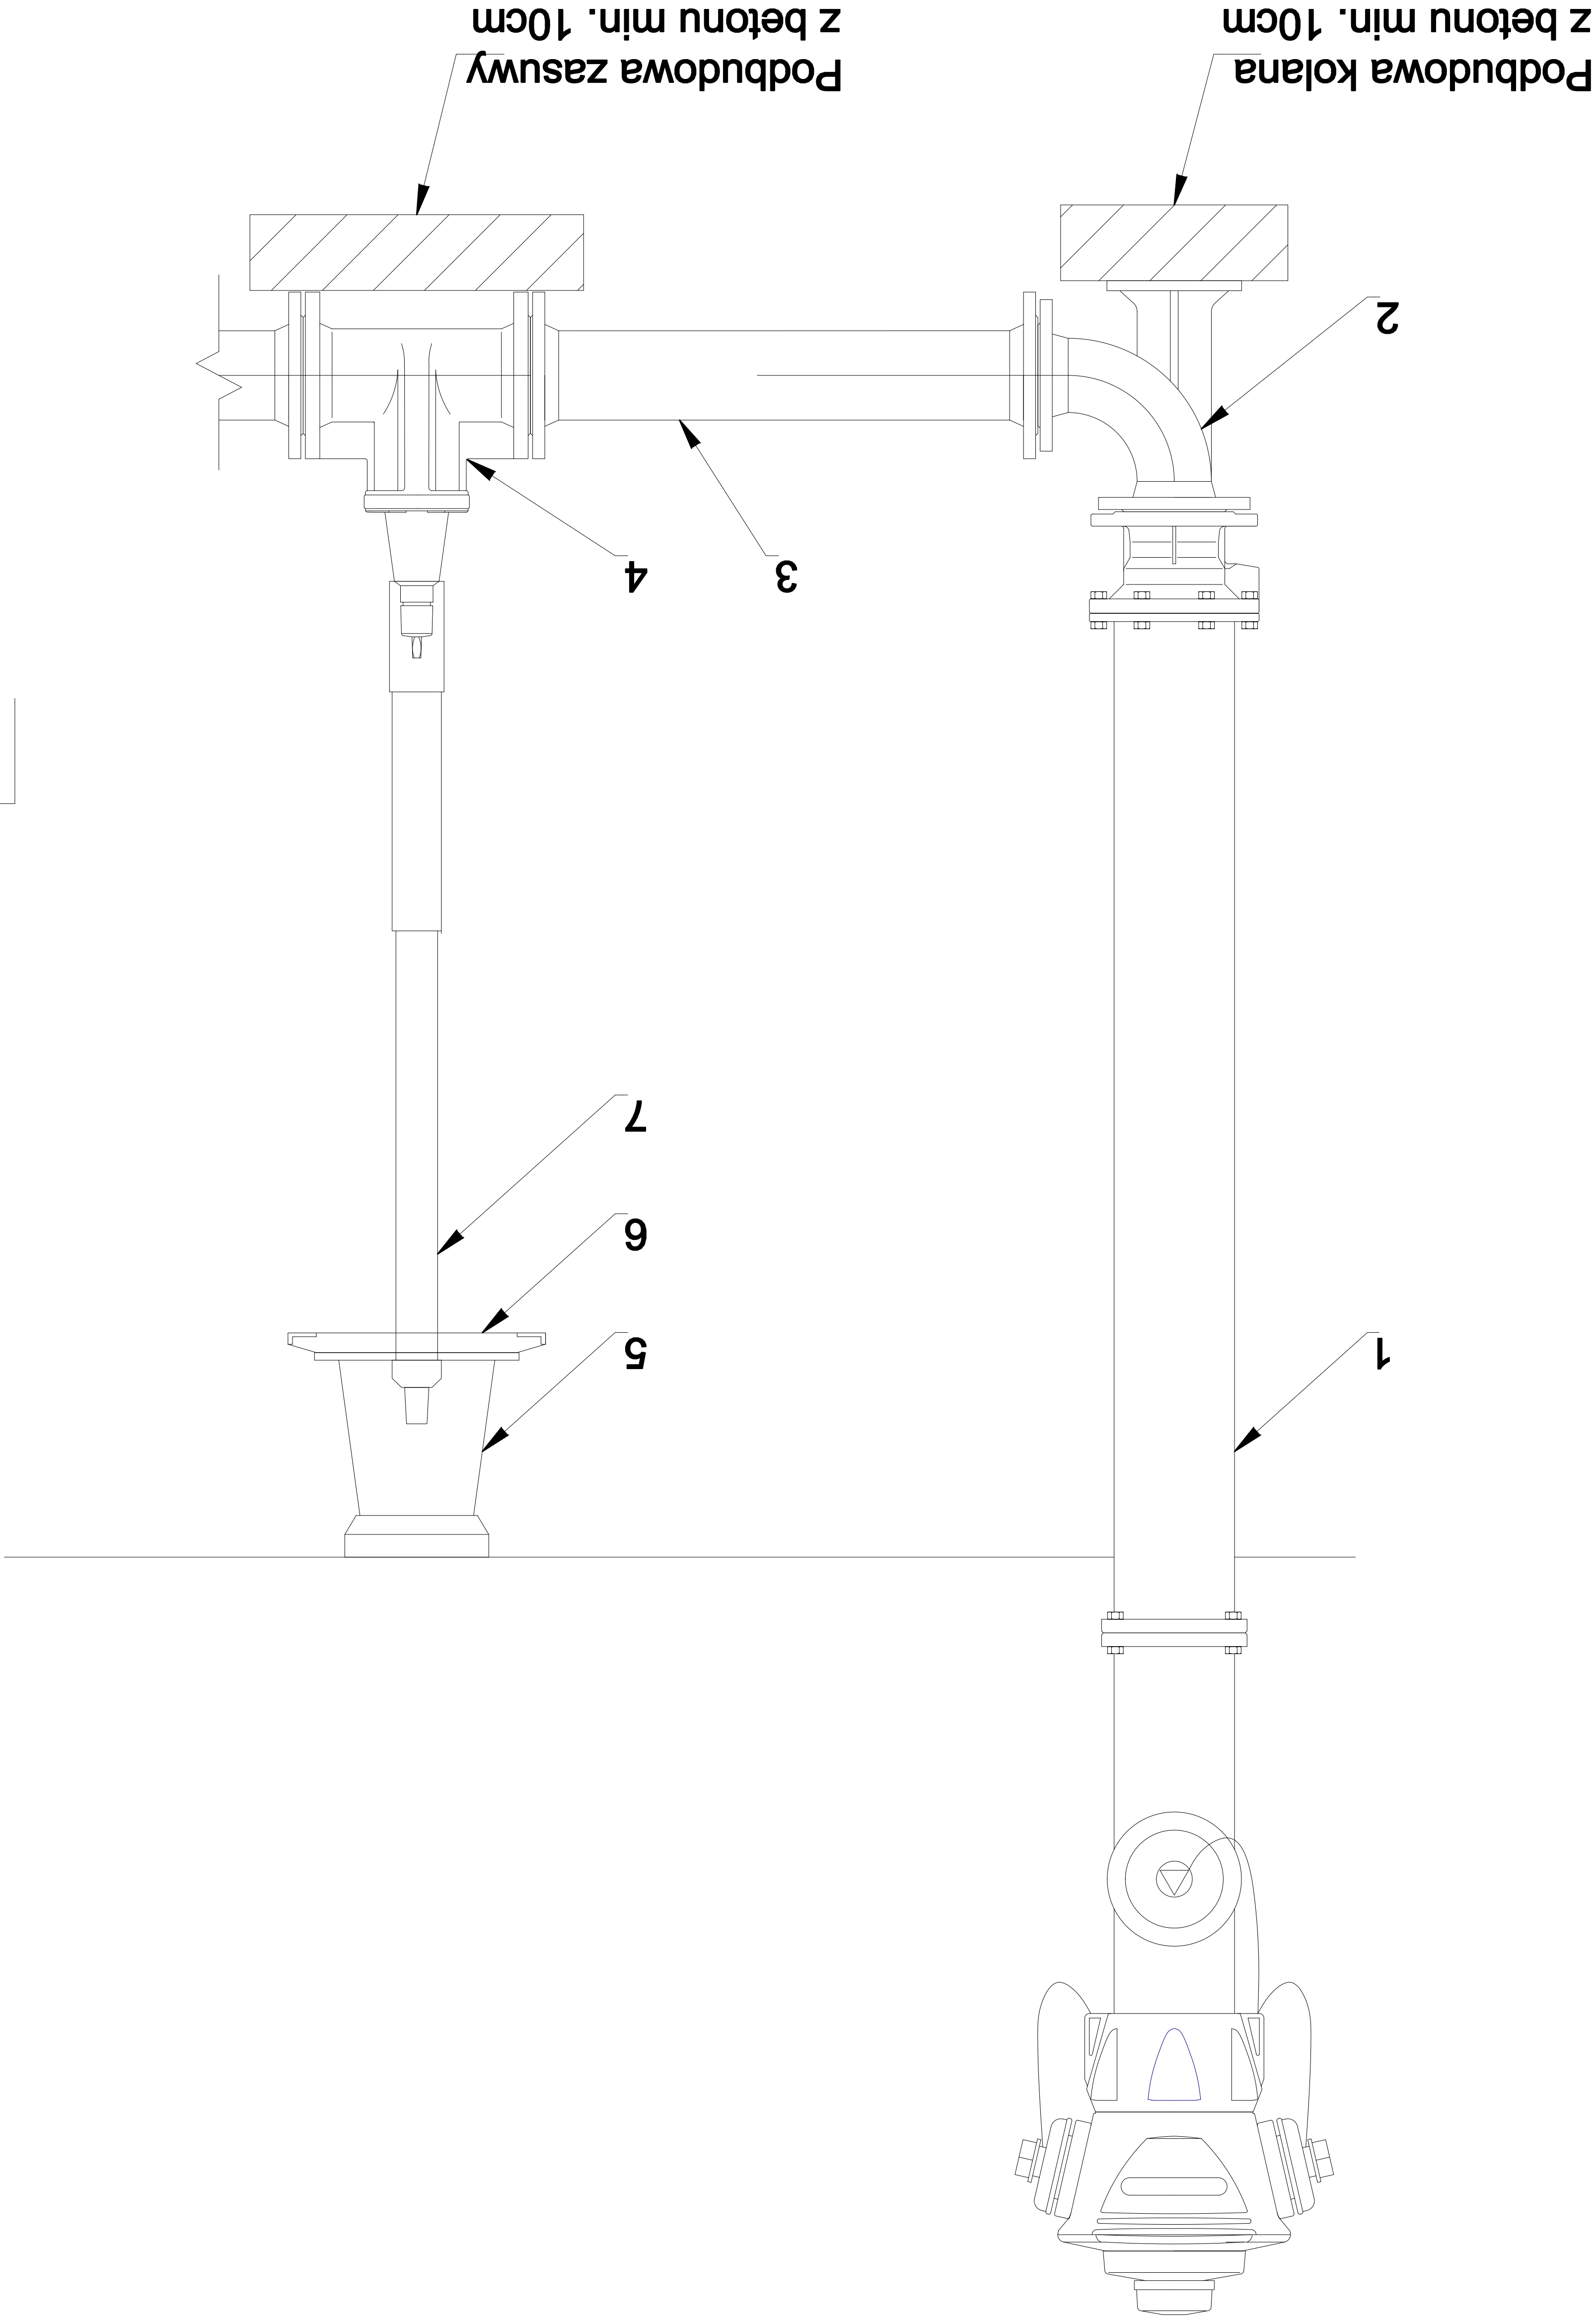 1
5
6
7
3
4
2
Podbudowa kolana
z betonu min. 10cm
Podbudowa zasuwy
z betonu min. 10cm